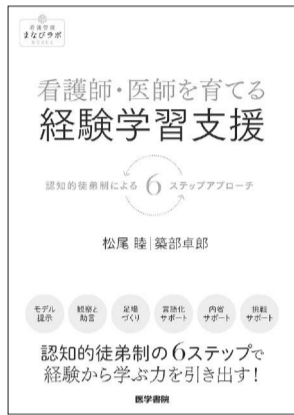 看護管理
まなびラボ
BOOKS
看護師・医師を育てる
経験学習支援
認知的徒弟制による 6 ステップアプローチ
松尾 睦|築部卓郎
モデル
提示
観察と
助言
足場
づくり
言語化
サポート
内省
サポート
挑戦
サポート
認知的徒弟制の6ステップで
経験から学ぶ力を引き出す!
医学書院